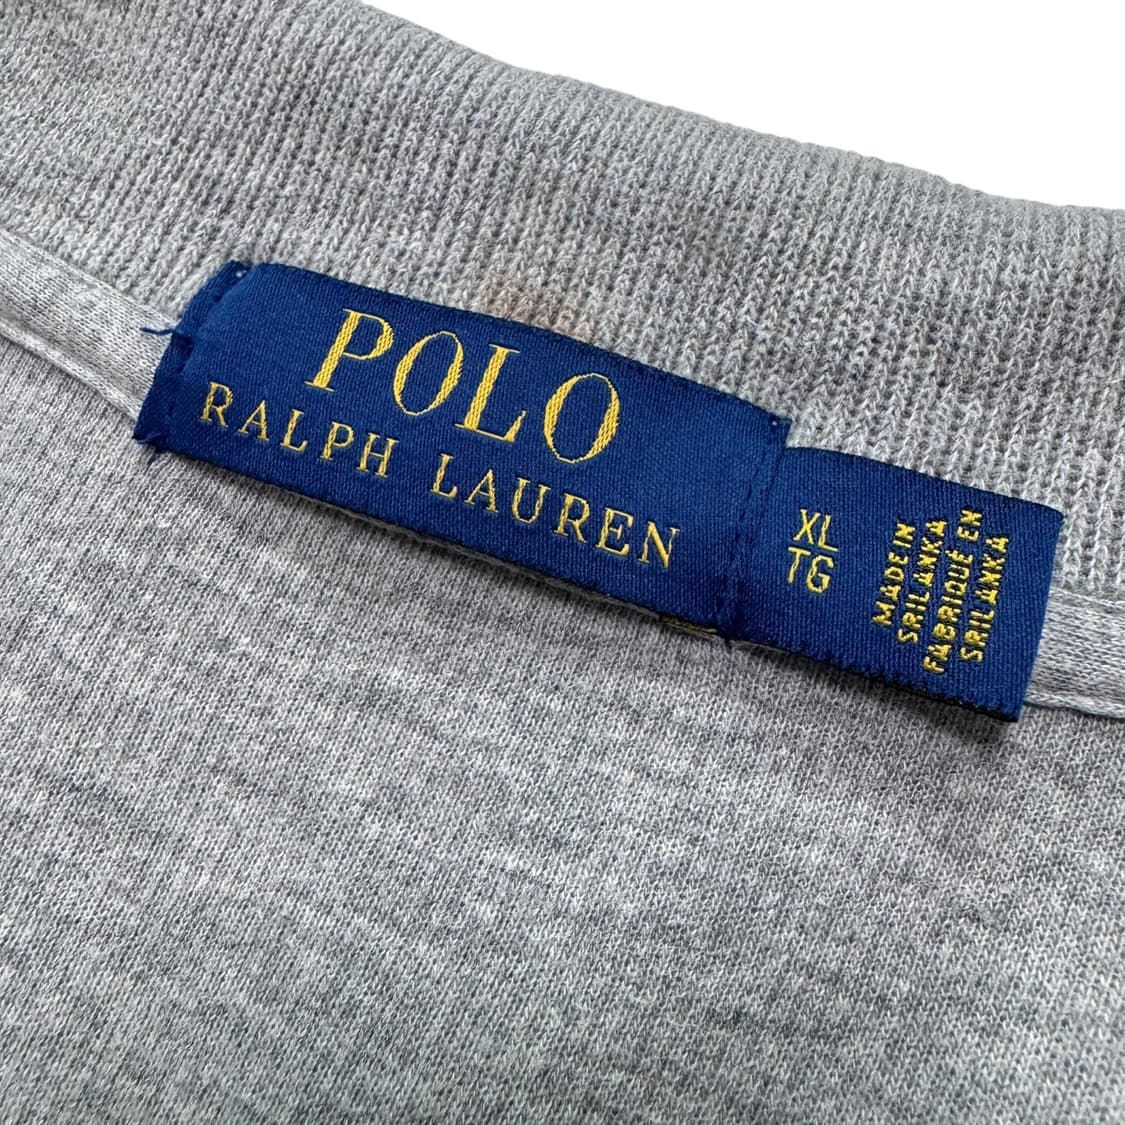 POLO
RALPH LAUREN
XL
TG
MADE IN
SRI LANKA
FABRIQUÉ EN
SRI LANKA